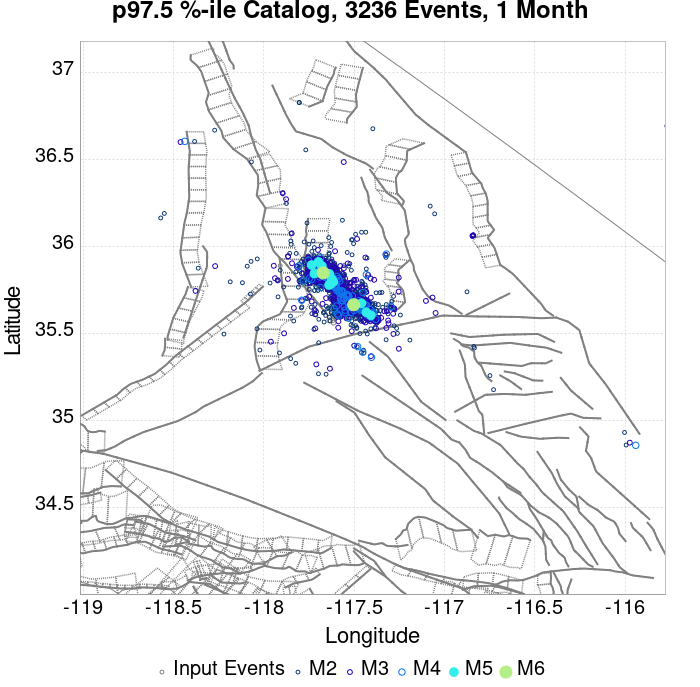 p97.5 %-ile Catalog, 3236 Events, 1 Month
37
36.5
36
35.5
35
34.5
Latitude
-119 -118.5 -118 -117.5 -117 -116.5 -116
Longitude
Input Events M2 M3 M4 M5 M6